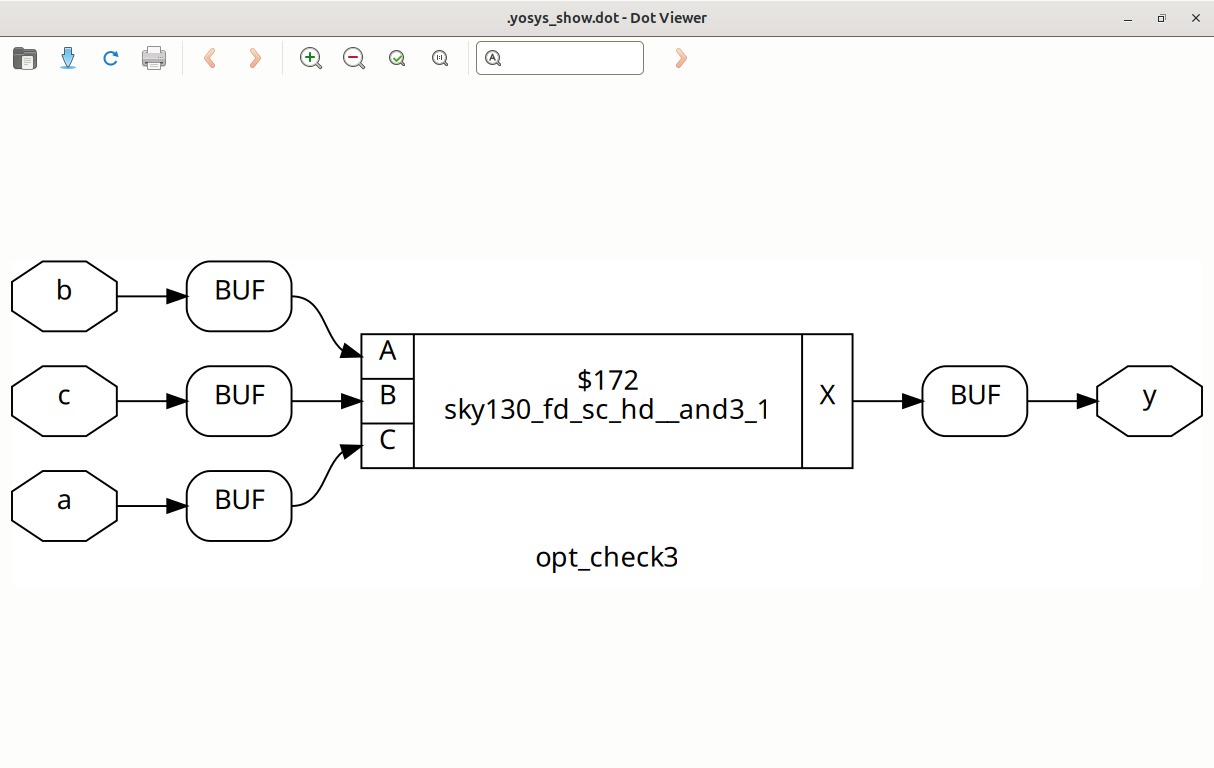 .yosys_show.dot - Dot Viewer
b
BUF
c
BUF
a
BUF
A
B
C
$172
sky130_fd_sc_hd__and3_1
X
BUF
y
opt_check3